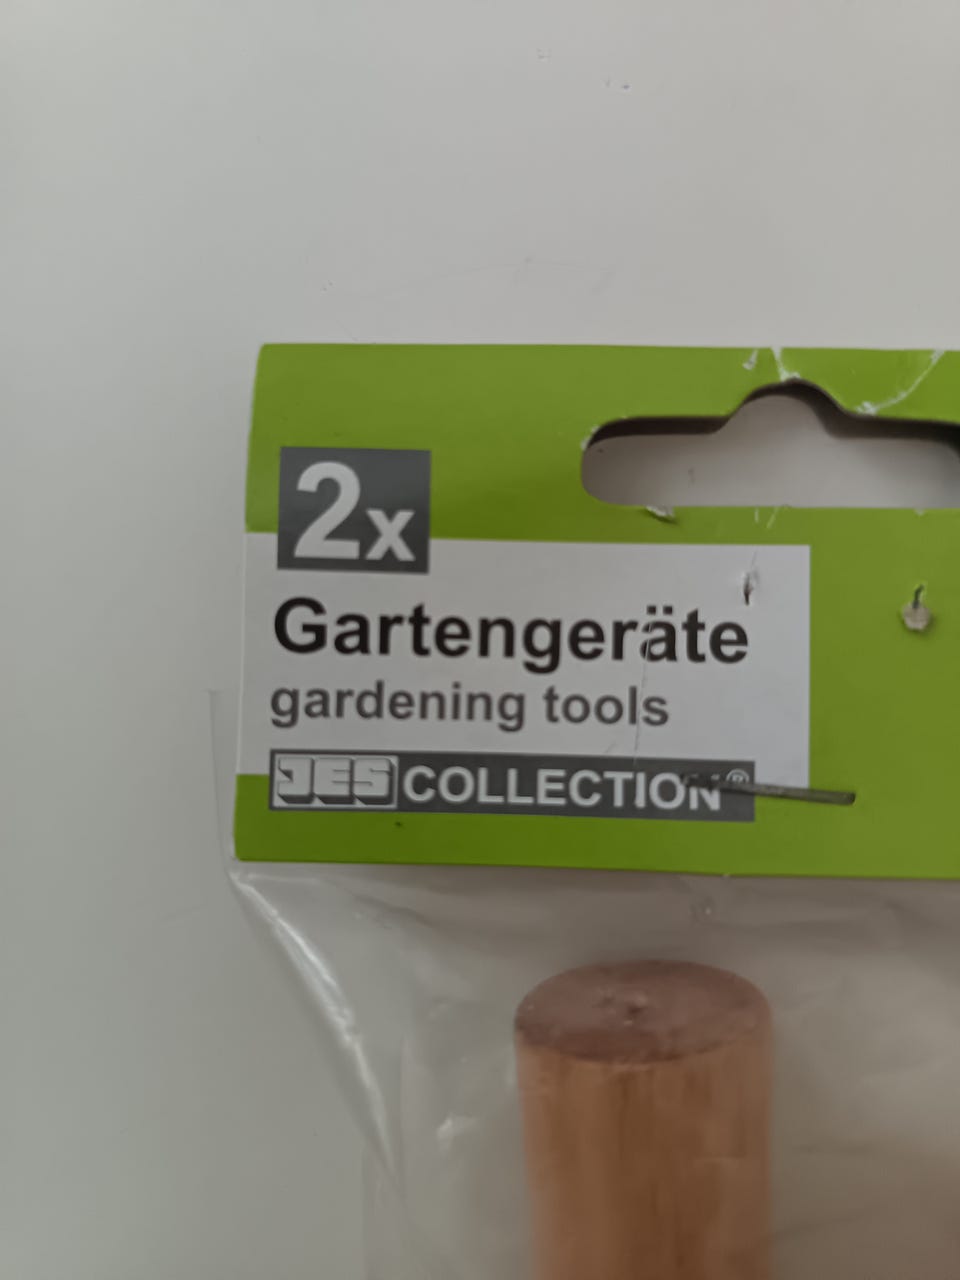 2x
Gartengeräte
gardening tools
JES COLLECTION®